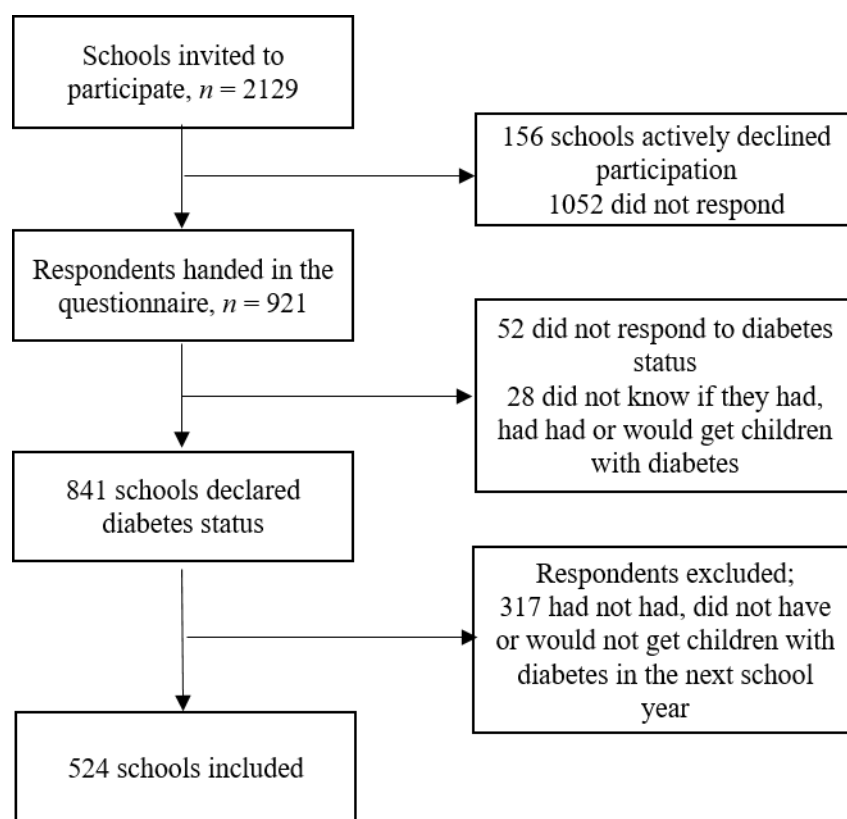 Schools invited to
participate, n = 2129
156 schools actively declined
participation
1052 did not respond
Respondents handed in the
questionnaire, n = 921
52 did not respond to diabetes
status
28 did not know if they had,
had had or would get children
with diabetes
841 schools declared
diabetes status
Respondents excluded;
317 had not had, did not have
or would not get children with
diabetes in the next school
year
524 schools included